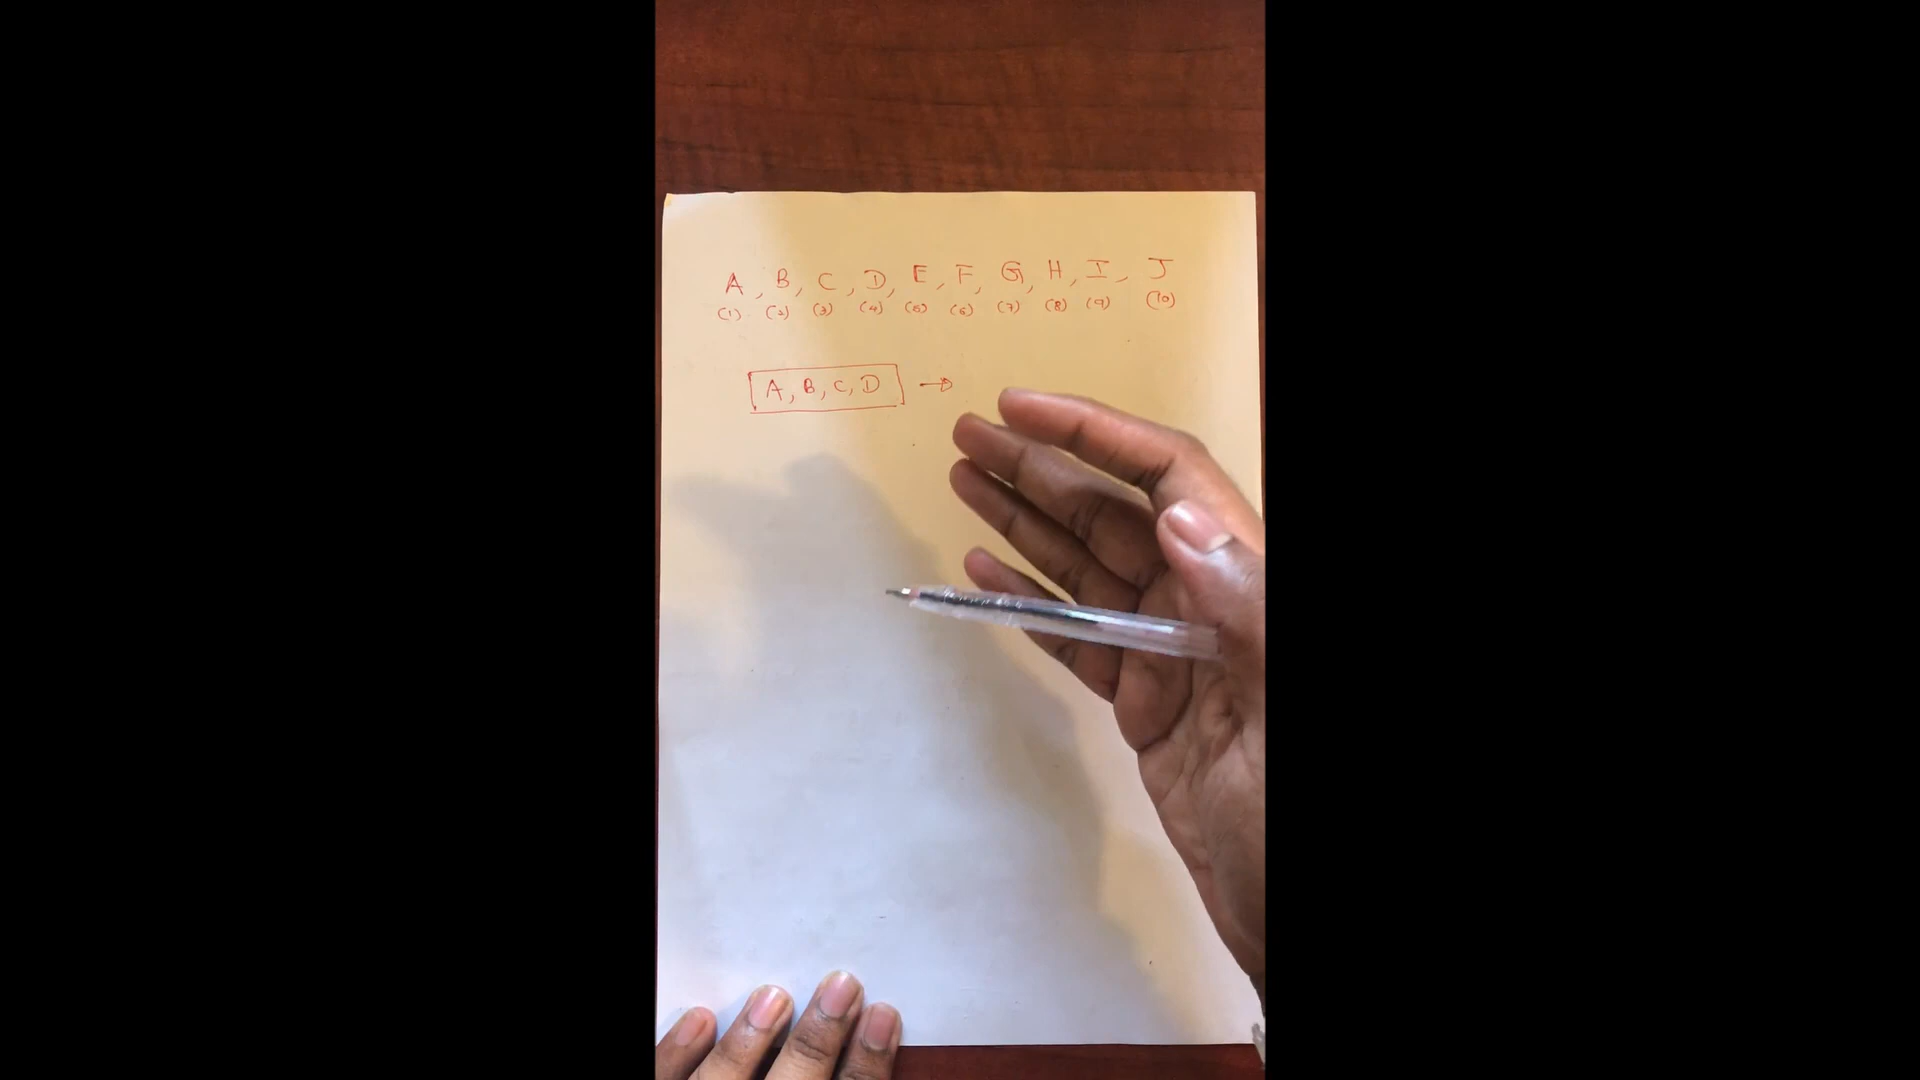 A, B, C, D, E, F, G, H, I, J
(1) (2) (3) (4) (5) (6) (7) (8) (9) (10)
A, B, C, D →